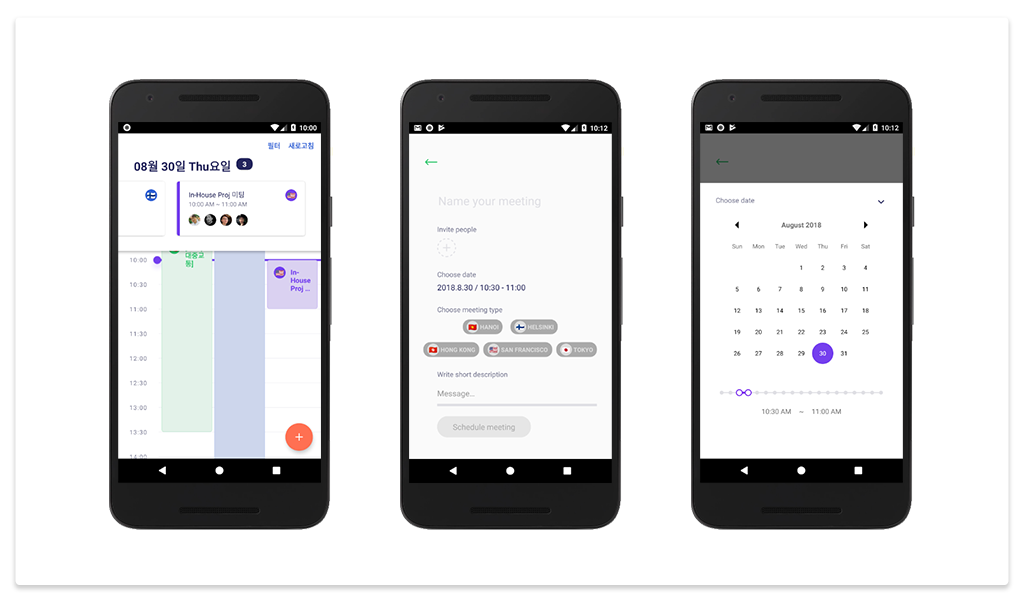 10:00
필터 새로고침
08월 30일 Thu요일 3
In-House Proj 미팅
10:00 AM ~ 11:00 AM
10:00
대중교
통]
In-
House
Proj ...
10:30
11:00
11:30
12:00
12:30
13:00
13:30
14:00
+
10:12
Name your meeting
Invite people
+
Choose date
2018.8.30 / 10:30 - 11:00
Choose meeting type
HANOI HELSINKI
HONG KONG SAN FRANCISCO TOKYO
Write short description
Message...
Schedule meeting
10:12
Choose date
August 2018
Sun Mon Tue Wed Thu Fri Sat
1 2 3 4
5 6 7 8 9 10 11
12 13 14 15 16 17 18
19 20 21 22 23 24 25
26 27 28 29 30 31
10:30 AM ~ 11:00 AM